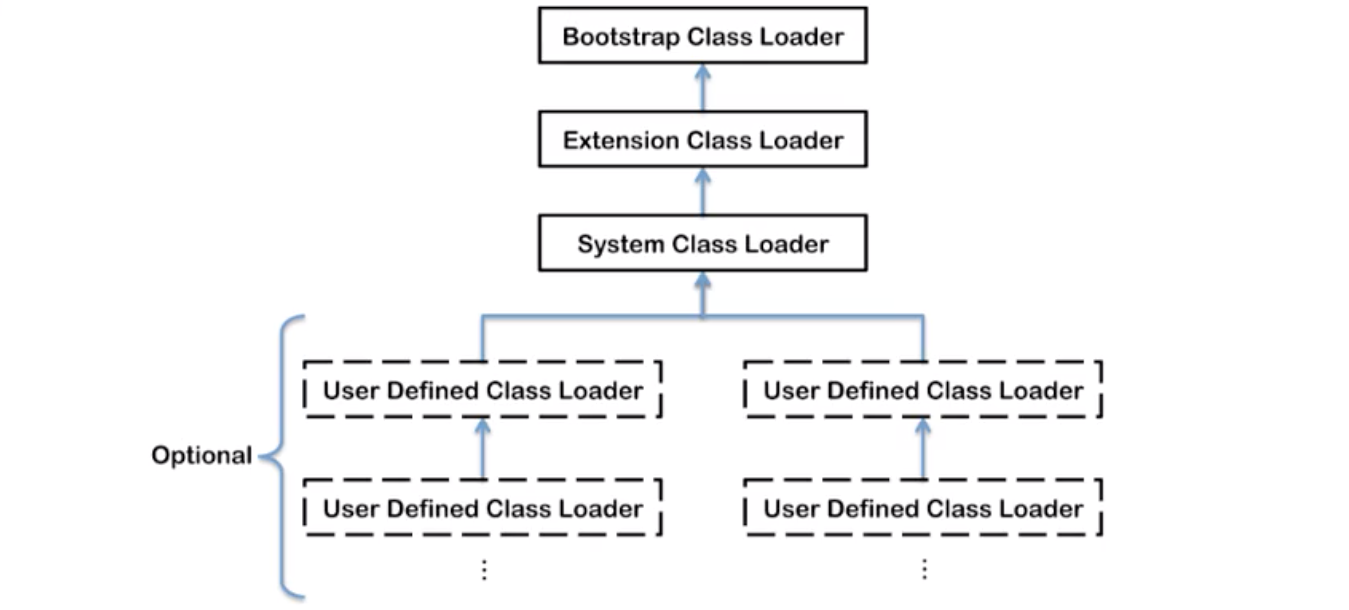 Bootstrap Class Loader
Extension Class Loader
System Class Loader
User Defined Class Loader
User Defined Class Loader
Optional
User Defined Class Loader
User Defined Class Loader
⋮
⋮